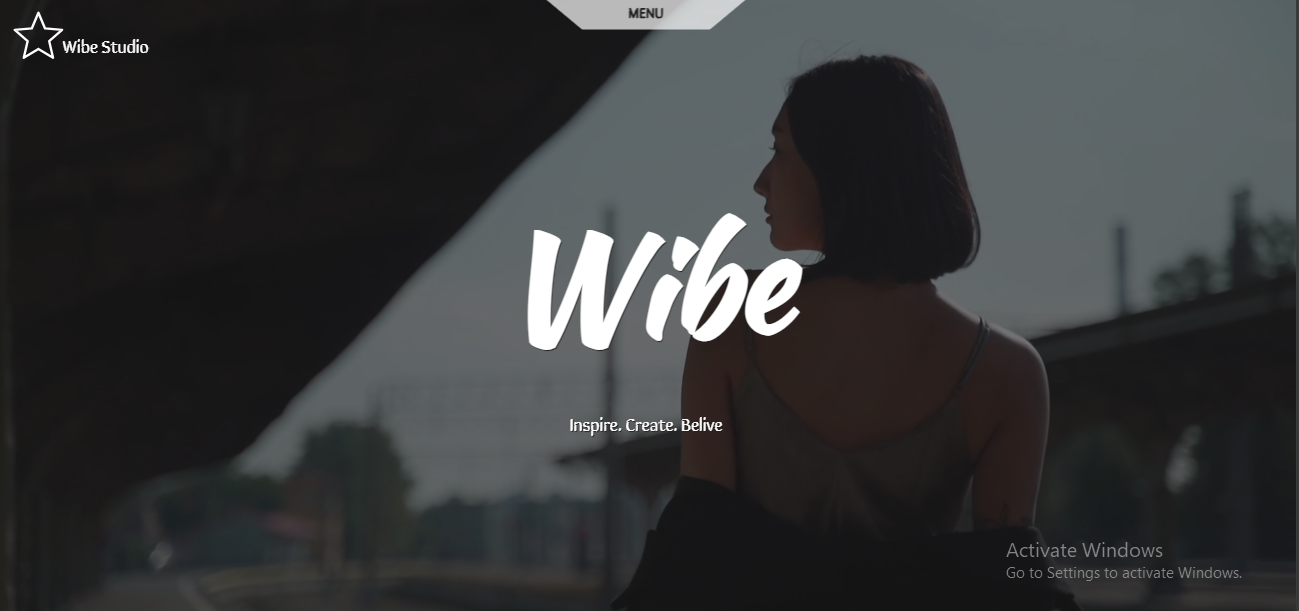 MENU
Wibe Studio
Wibe
Inspire. Create. Belive
Activate Windows
Go to Settings to activate Windows.